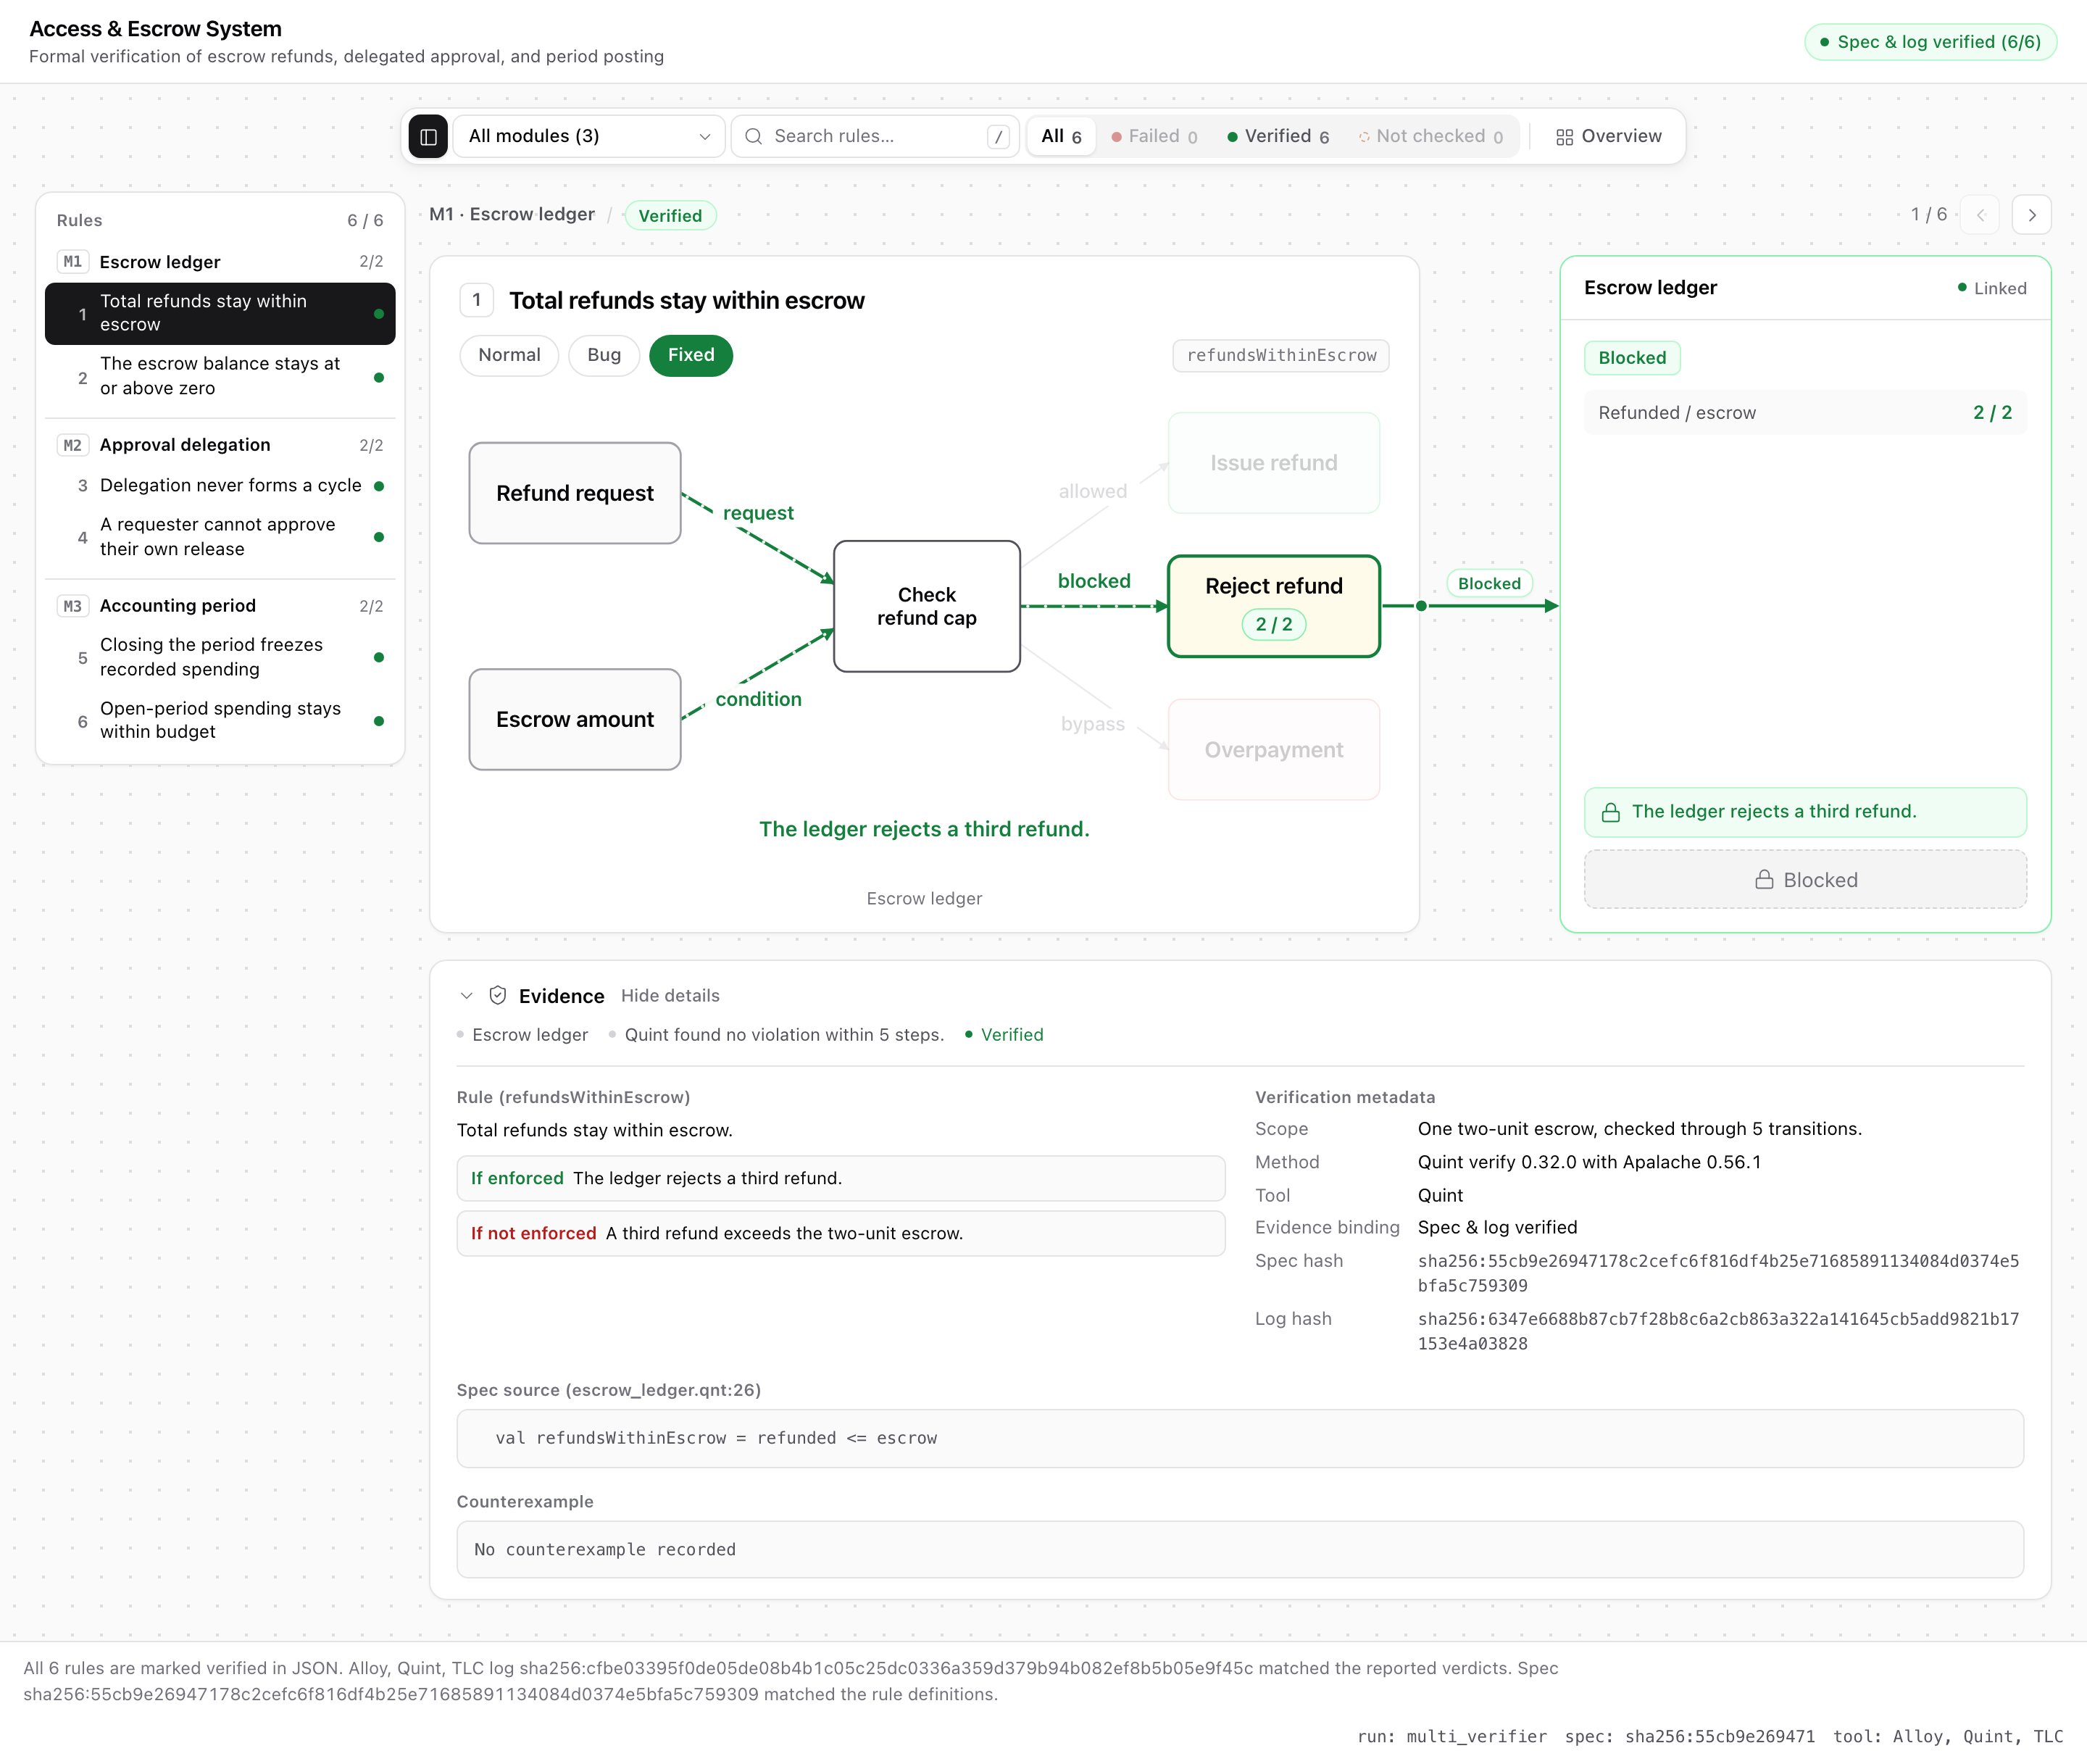 Access & Escrow System
Formal verification of escrow refunds, delegated approval, and period posting
Spec & log verified (6/6)
All modules (3)
Search rules...
/
All 6
Failed 0
Verified 6
Not checked 0
Overview
Rules 6 / 6
M1 Escrow ledger 2/2
1 Total refunds stay within
escrow
2 The escrow balance stays at
or above zero
M2 Approval delegation 2/2
3 Delegation never forms a cycle
4 A requester cannot approve
their own release
M3 Accounting period 2/2
5 Closing the period freezes
recorded spending
6 Open-period spending stays
within budget
M1 · Escrow ledger / Verified
1 / 6
1 Total refunds stay within escrow
Normal Bug Fixed
refundsWithinEscrow
Refund request
request
Escrow amount
condition
Check
refund cap
allowed
Issue refund
blocked
Reject refund
2 / 2
bypass
Overpayment
The ledger rejects a third refund.
Escrow ledger
Blocked
Escrow ledger
Linked
Blocked
Refunded / escrow 2 / 2
The ledger rejects a third refund.
Blocked
Evidence Hide details
Escrow ledger Quint found no violation within 5 steps. Verified
Rule (refundsWithinEscrow)
Total refunds stay within escrow.
If enforced The ledger rejects a third refund.
If not enforced A third refund exceeds the two-unit escrow.
Verification metadata
Scope One two-unit escrow, checked through 5 transitions.
Method Quint verify 0.32.0 with Apalache 0.56.1
Tool Quint
Evidence binding Spec & log verified
Spec hash sha256:55cb9e26947178c2cefc6f816df4b25e71685891134084d0374e5
bfa5c759309
Log hash sha256:6347e6688b87cb7f28b8c6a2cb863a322a141645cb5add9821b17
153e4a03828
Spec source (escrow_ledger.qnt:26)
val refundsWithinEscrow = refunded <= escrow
Counterexample
No counterexample recorded
All 6 rules are marked verified in JSON. Alloy, Quint, TLC log sha256:cfbe03395f0de05de08b4b1c05c25dc0336a359d379b94b082ef8b5b05e9f45c matched the reported verdicts. Spec
sha256:55cb9e26947178c2cefc6f816df4b25e71685891134084d0374e5bfa5c759309 matched the rule definitions.
run: multi_verifier spec: sha256:55cb9e269471 tool: Alloy, Quint, TLC